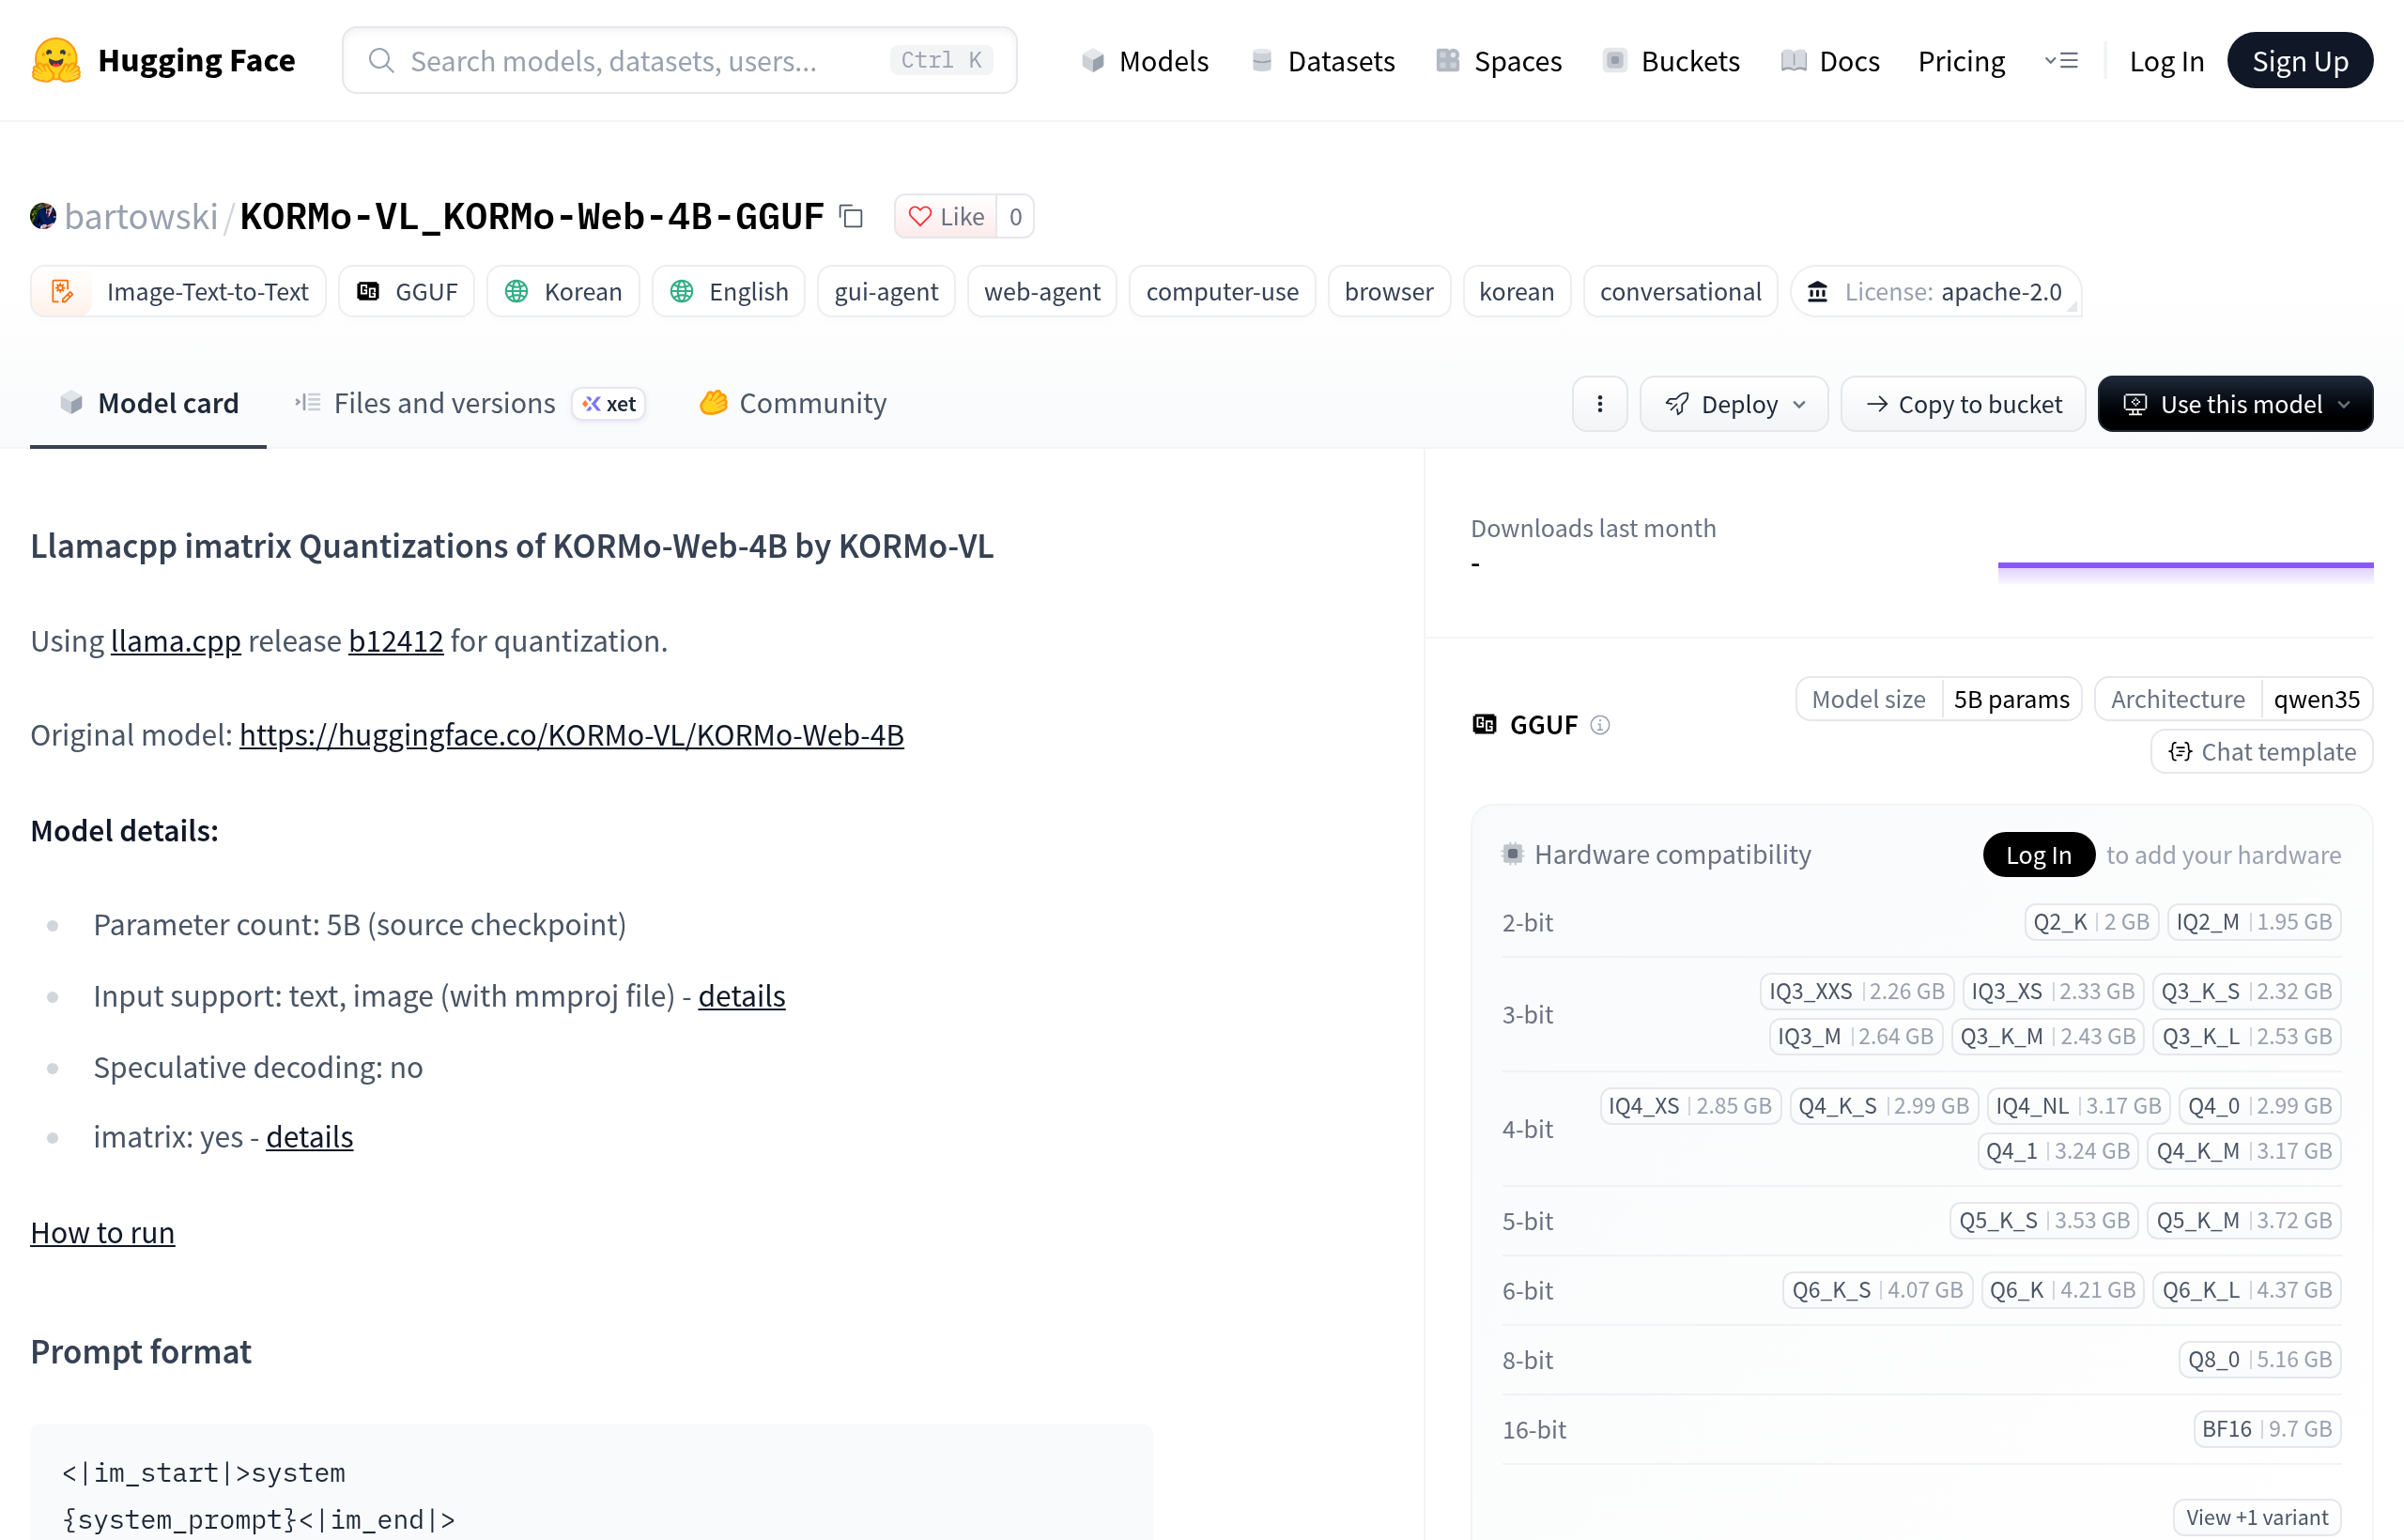 Hugging Face
Search models, datasets, users...
Ctrl K
Models
Datasets
Spaces
Buckets
Docs
Pricing
Log In
Sign Up
bartowski/KORMo-VL_KORMo-Web-4B-GGUF
Like 0
Image-Text-to-Text
GGUF
Korean
English
gui-agent
web-agent
computer-use
browser
korean
conversational
License: apache-2.0
Model card
Files and versions
xet
Community
Deploy
Copy to bucket
Use this model
Llamacpp imatrix Quantizations of KORMo-Web-4B by KORMo-VL
Using llama.cpp release b12412 for quantization.
Original model: https://huggingface.co/KORMo-VL/KORMo-Web-4B
Model details:
Parameter count: 5B (source checkpoint)
Input support: text, image (with mmproj file) - details
Speculative decoding: no
imatrix: yes - details
How to run
Prompt format
<|im_start|>system
{system_prompt}<|im_end|>
Downloads last month
-
GGUF
Model size 5B params
Architecture qwen35
Chat template
Hardware compatibility
Log In to add your hardware
2-bit
Q2_K 2 GB
IQ2_M 1.95 GB
3-bit
IQ3_XXS 2.26 GB
IQ3_XS 2.33 GB
Q3_K_S 2.32 GB
IQ3_M 2.64 GB
Q3_K_M 2.43 GB
Q3_K_L 2.53 GB
4-bit
IQ4_XS 2.85 GB
Q4_K_S 2.99 GB
IQ4_NL 3.17 GB
Q4_0 2.99 GB
Q4_1 3.24 GB
Q4_K_M 3.17 GB
5-bit
Q5_K_S 3.53 GB
Q5_K_M 3.72 GB
6-bit
Q6_K_S 4.07 GB
Q6_K 4.21 GB
Q6_K_L 4.37 GB
8-bit
Q8_0 5.16 GB
16-bit
BF16 9.7 GB
View +1 variant